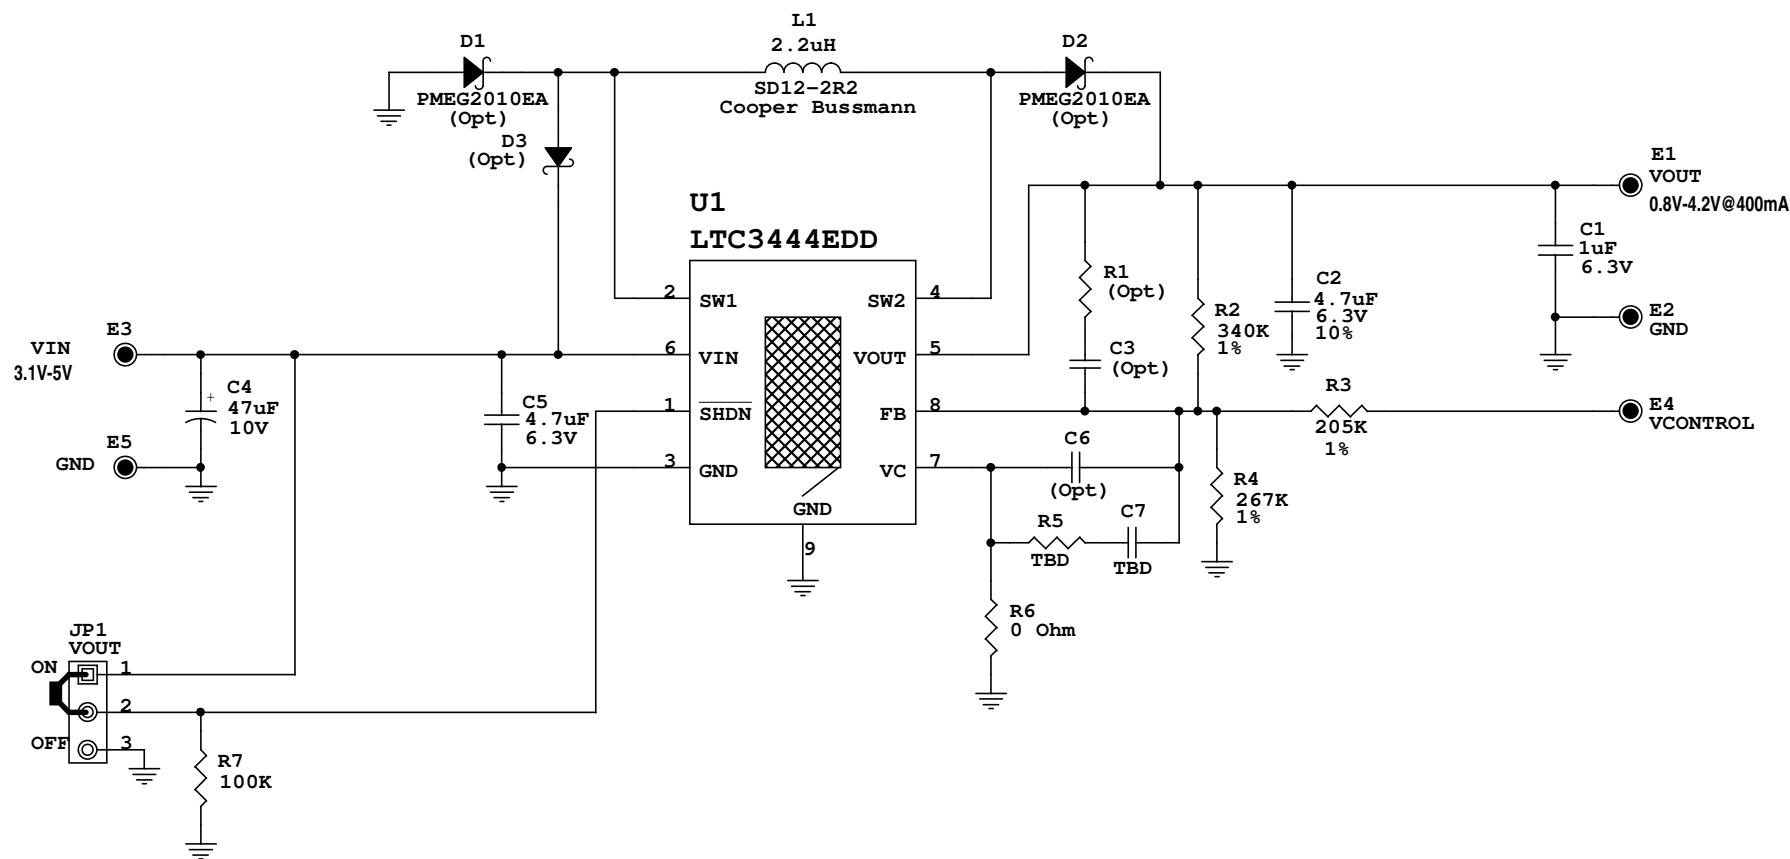 L1
2.2uH
SD12-2R2
Cooper Bussmann
D1
PMEG2010EA
(Opt)
D2
PMEG2010EA
(Opt)
D3
(Opt)
E1
VOUT
0.8V-4.2V@400mA
U1
LTC3444EDD
2
SW1
SW2
4
6
VIN
VOUT
5
1
SHDN
FB
8
3
GND
VC
7
GND
9
R1
(Opt)
C3
(Opt)
R2
340K
1%
C2
4.7uF
6.3V
10%
C1
1uF
6.3V
E2
GND
E3
VIN
3.1V-5V
C4
+
47uF
10V
C5
4.7uF
6.3V
E5
GND
R3
205K
1%
E4
VCONTROL
C6
(Opt)
R4
267K
1%
R5
TBD
C7
TBD
R6
0 Ohm
JP1
VOUT
ON
1
2
OFF
3
R7
100K